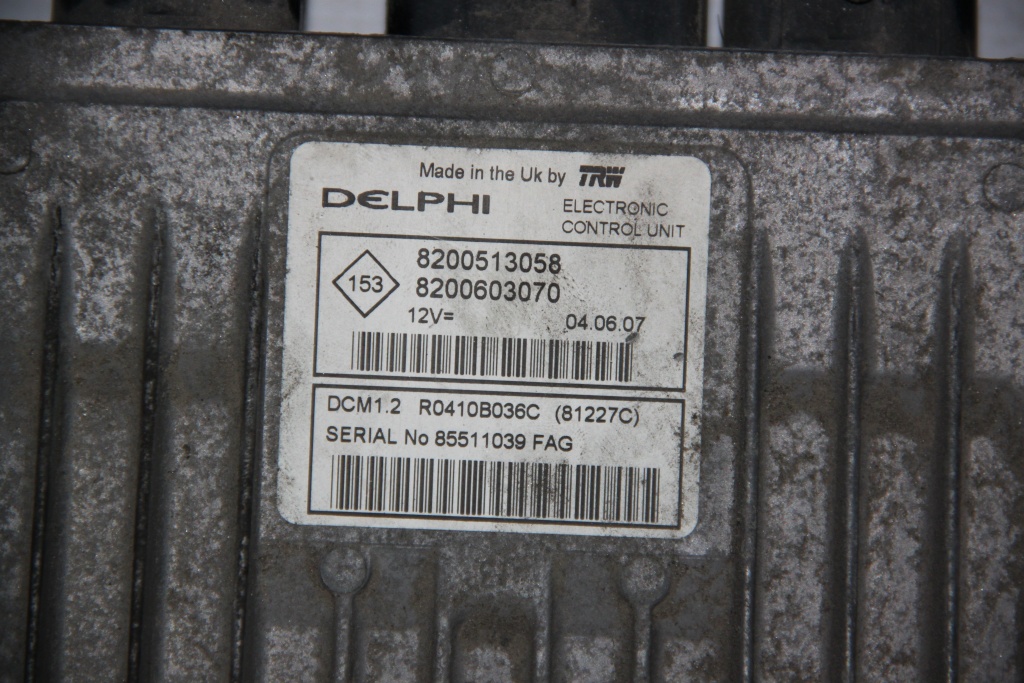 Made in the Uk by TRW
DELPHI ELECTRONIC
CONTROL UNIT
153
8200513058
8200603070
12V= 04.06.07
DCM1.2 R0410B036C (81227C)
SERIAL No 85511039 FAG